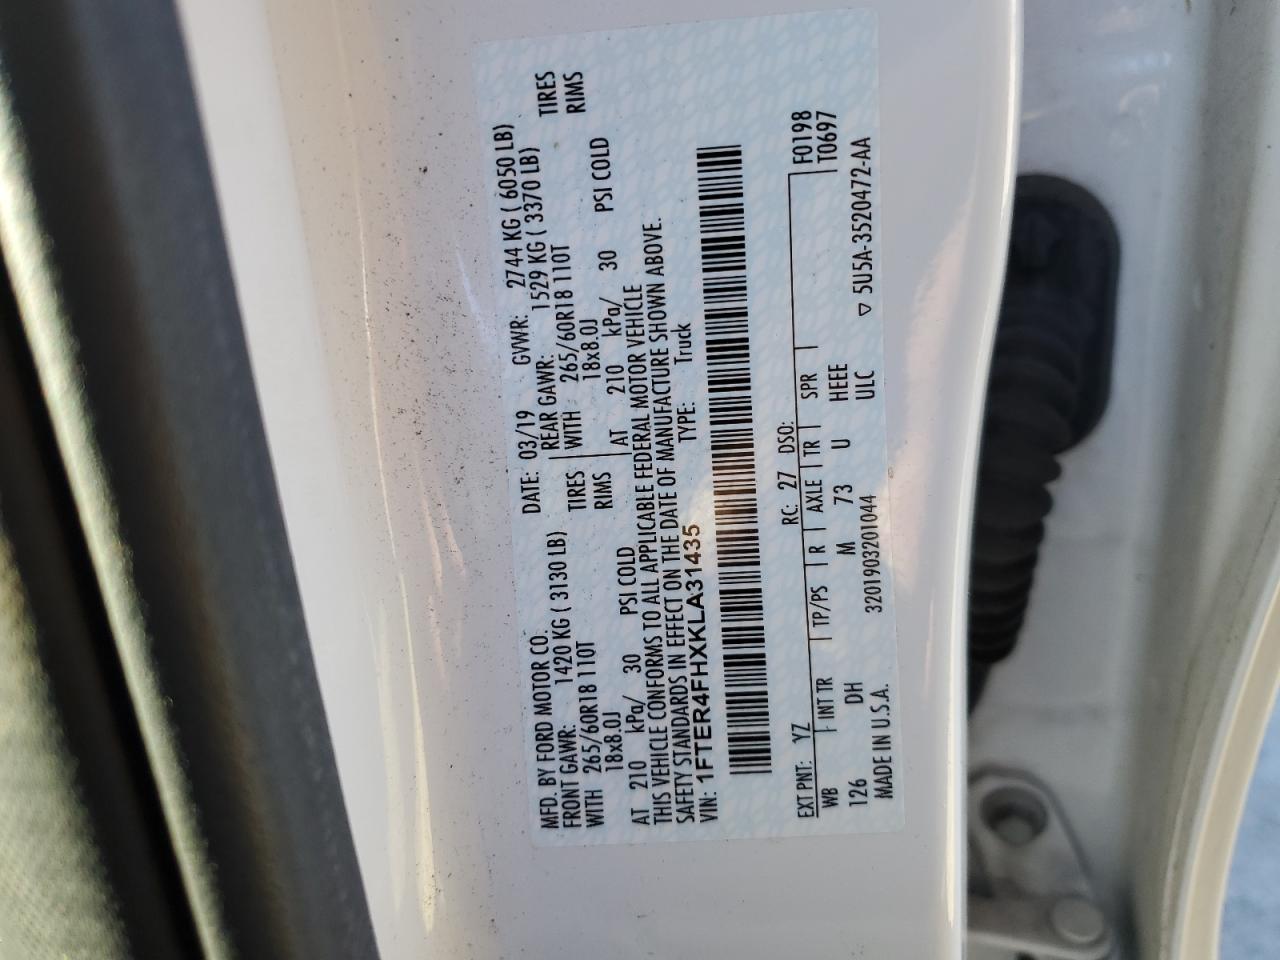 MFD. BY FORD MOTOR CO. DATE: 03/19 GVWR: 2744 KG ( 6050 LB)
FRONT GAWR: 1420 KG ( 3130 LB) REAR GAWR: 1529 KG ( 3370 LB)
WITH 265/60R18 110T TIRES WITH 265/60R18 110T TIRES
18x8.0J RIMS 18x8.0J RIMS
AT 210 kPa/ 30 PSI COLD AT 210 kPa/ 30 PSI COLD
THIS VEHICLE CONFORMS TO ALL APPLICABLE FEDERAL MOTOR VEHICLE
SAFETY STANDARDS IN EFFECT ON THE DATE OF MANUFACTURE SHOWN ABOVE.
VIN: 1FTER4FHXKLA31435 TYPE: Truck
EXT PNT: YZ RC: 27 DSO: F0198
WB INT TR TP/PS R AXLE TR SPR T0697
126 DH M 73 U HEEE
MADE IN U.S.A. 3201903201044 ULC ▽ 5U5A-3520472-AA